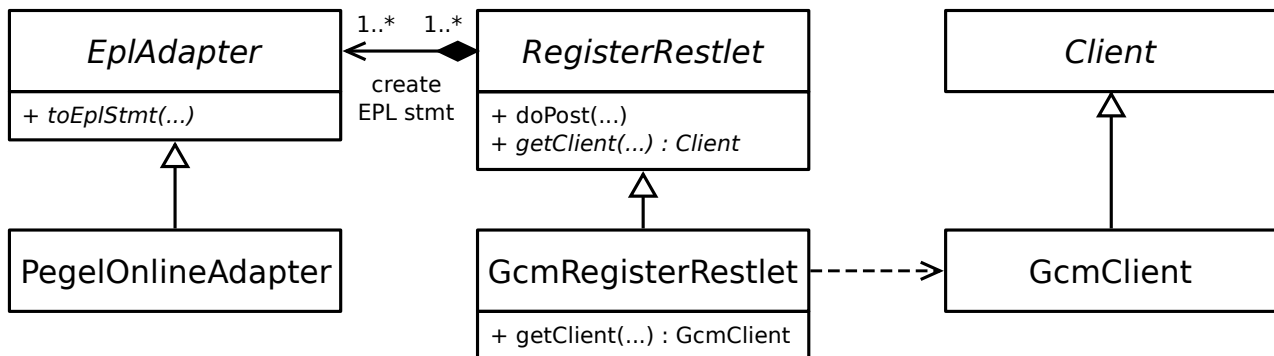 EplAdapter
+ toEplStmt(...)
1..* 1..*
create
EPL stmt
RegisterRestlet
+ doPost(...)
+ getClient(...) : Client
Client
PegelOnlineAdapter
GcmRegisterRestlet
+ getClient(...) : GcmClient
GcmClient